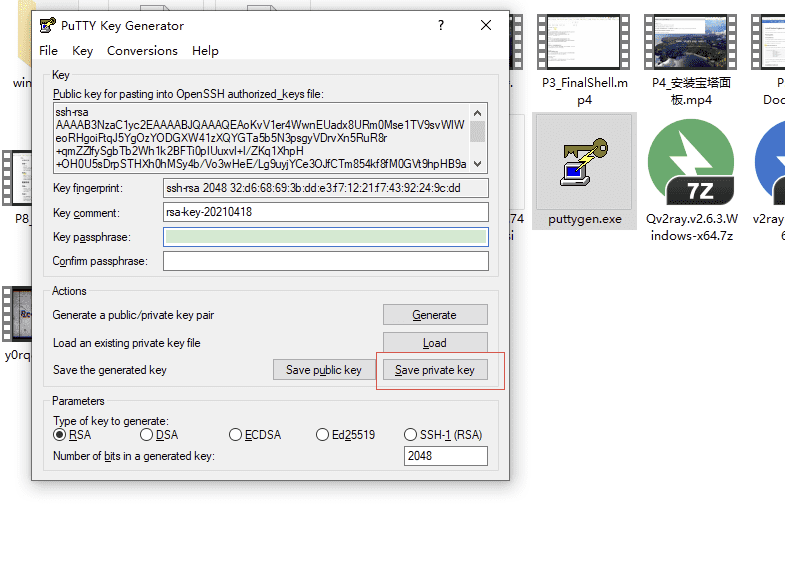 PuTTY Key Generator
?
File Key Conversions Help
Key
Public key for pasting into OpenSSH authorized_keys file:
ssh-rsa
AAAAB3NzaC1yc2EAAAABJQAAAQEAoKvV1er4WwnEUadx8URm0Mse1TV9svWlW
eoRHgoiRtqJ5YgOzYODGXW41zXQYGTa5b5N3psgyVDrvXn5RuR8r
+qmZZlfySgbTb2Wh1k2BFTi0pIUuxvI+I/ZKq1XhpH
+OH0U5sDrpSTHXh0hMSy4b/Vo3wHeE/Lg9uyjYCe3OJfCTm854kf8fM0GVt9hpHB9a
Key fingerprint:
ssh-rsa 2048 32:d6:68:69:3b:dd:e3:f7:12:21:f7:43:92:24:9c:dd
Key comment:
rsa-key-20210418
Key passphrase:
Confirm passphrase:
Actions
Generate a public/private key pair
Generate
Load an existing private key file
Load
Save the generated key
Save public key
Save private key
Parameters
Type of key to generate:
RSA
DSA
ECDSA
Ed25519
SSH-1 (RSA)
Number of bits in a generated key:
2048
win
P3_FinalShell.m
p4
P4_安装宝塔面
板.mp4
P
Doc
P8_
.74
si
puttygen.exe
7Z
Qv2ray.v2.6.3.W
indows-x64.7z
v2ray
6
y0rq